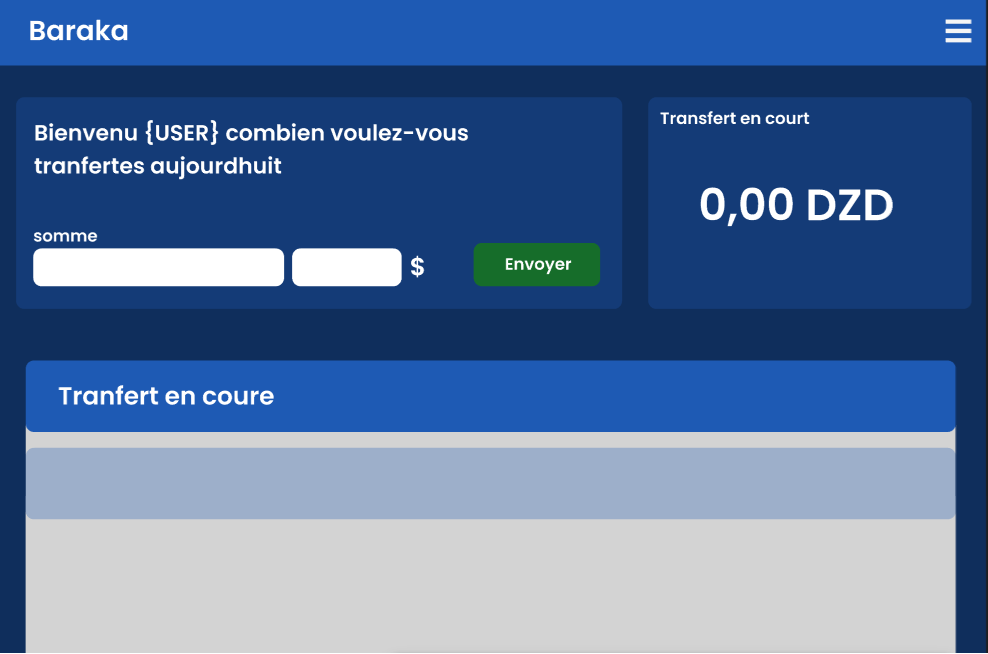 Baraka
Bienvenu {USER} combien voulez-vous
tranfertes aujourdhuit
somme
$
Envoyer
Transfert en court
0,00 DZD
Tranfert en coure